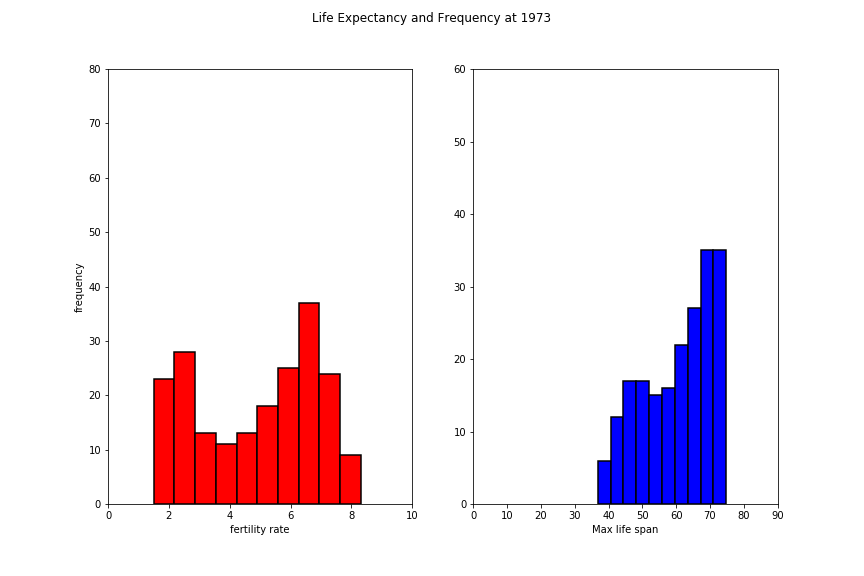 Life Expectancy and Frequency at 1973
80
70
60
50
40
30
20
10
0
frequency
0 2 4 6 8 10
fertility rate
60
50
40
30
20
10
0
0 10 20 30 40 50 60 70 80 90
Max life span